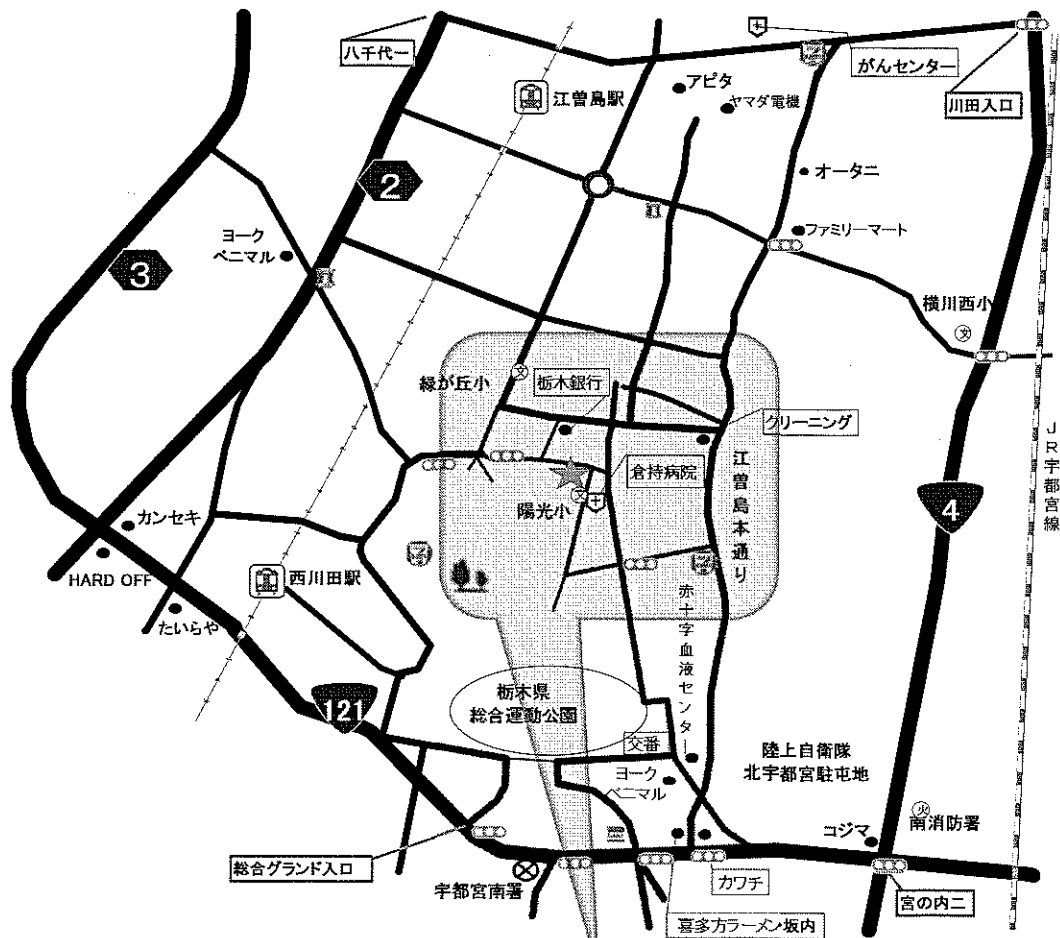 八千代一
がんセンター
川田入口
江曽島駅
アピタ
ヤマダ電機
オータニ
2
3
ヨーク
ベニマル
ファミリーマート
横川西小
文
緑が丘小
文
栃木銀行
クリーニング
倉持病院
陽光小
文
江曽島本通り
JR宇都宮線
4
カンセキ
HARD OFF
西川田駅
たいらや
赤十字血液センター
121
栃木県
総合運動公園
交番
ヨーク
ベニマル
陸上自衛隊
北宇都宮駐屯地
火
南消防署
コジマ
総合グランド入口
宇都宮南署
カワチ
宮の内二
喜多方ラーメン坂内